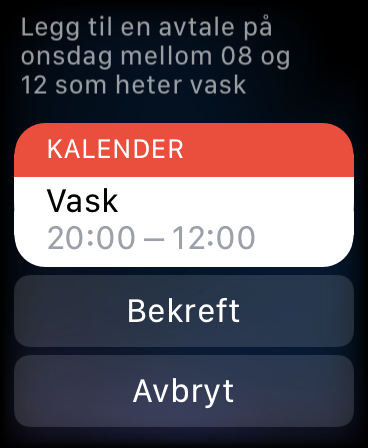 Legg til en avtale på
onsdag mellom 08 og
12 som heter vask
KALENDER
Vask
20:00 – 12:00
Bekreft
Avbryt